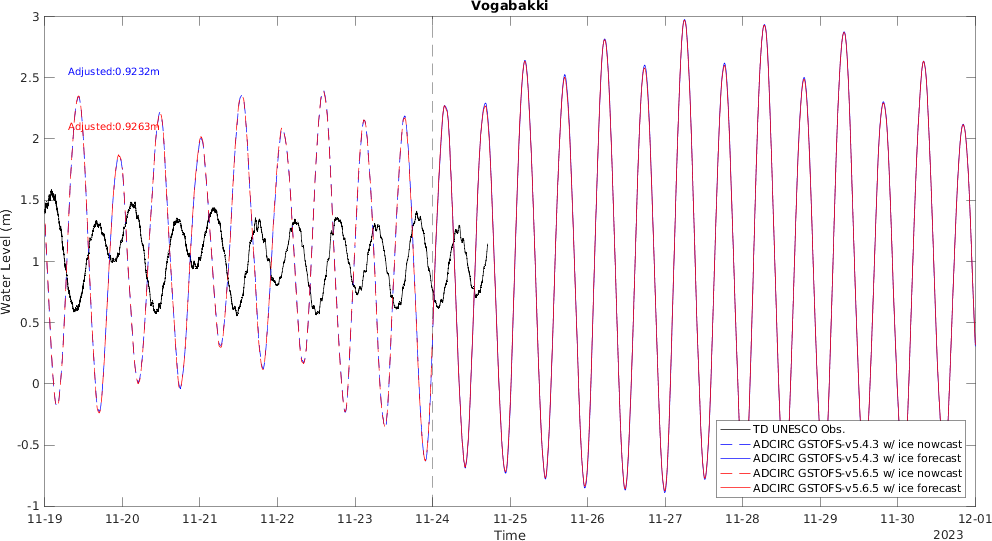 Vogabakki
Adjusted:0.9232m
Adjusted:0.9263m
Water Level (m)
3
2.5
2
1.5
1
0.5
0
-0.5
-1
TD UNESCO Obs.
ADCIRC GSTOFS-v5.4.3 w/ ice nowcast
ADCIRC GSTOFS-v5.4.3 w/ ice forecast
ADCIRC GSTOFS-v5.6.5 w/ ice nowcast
ADCIRC GSTOFS-v5.6.5 w/ ice forecast
11-19 11-20 11-21 11-22 11-23 11-24 11-25 11-26 11-27 11-28 11-29 11-30 12-01
Time
2023